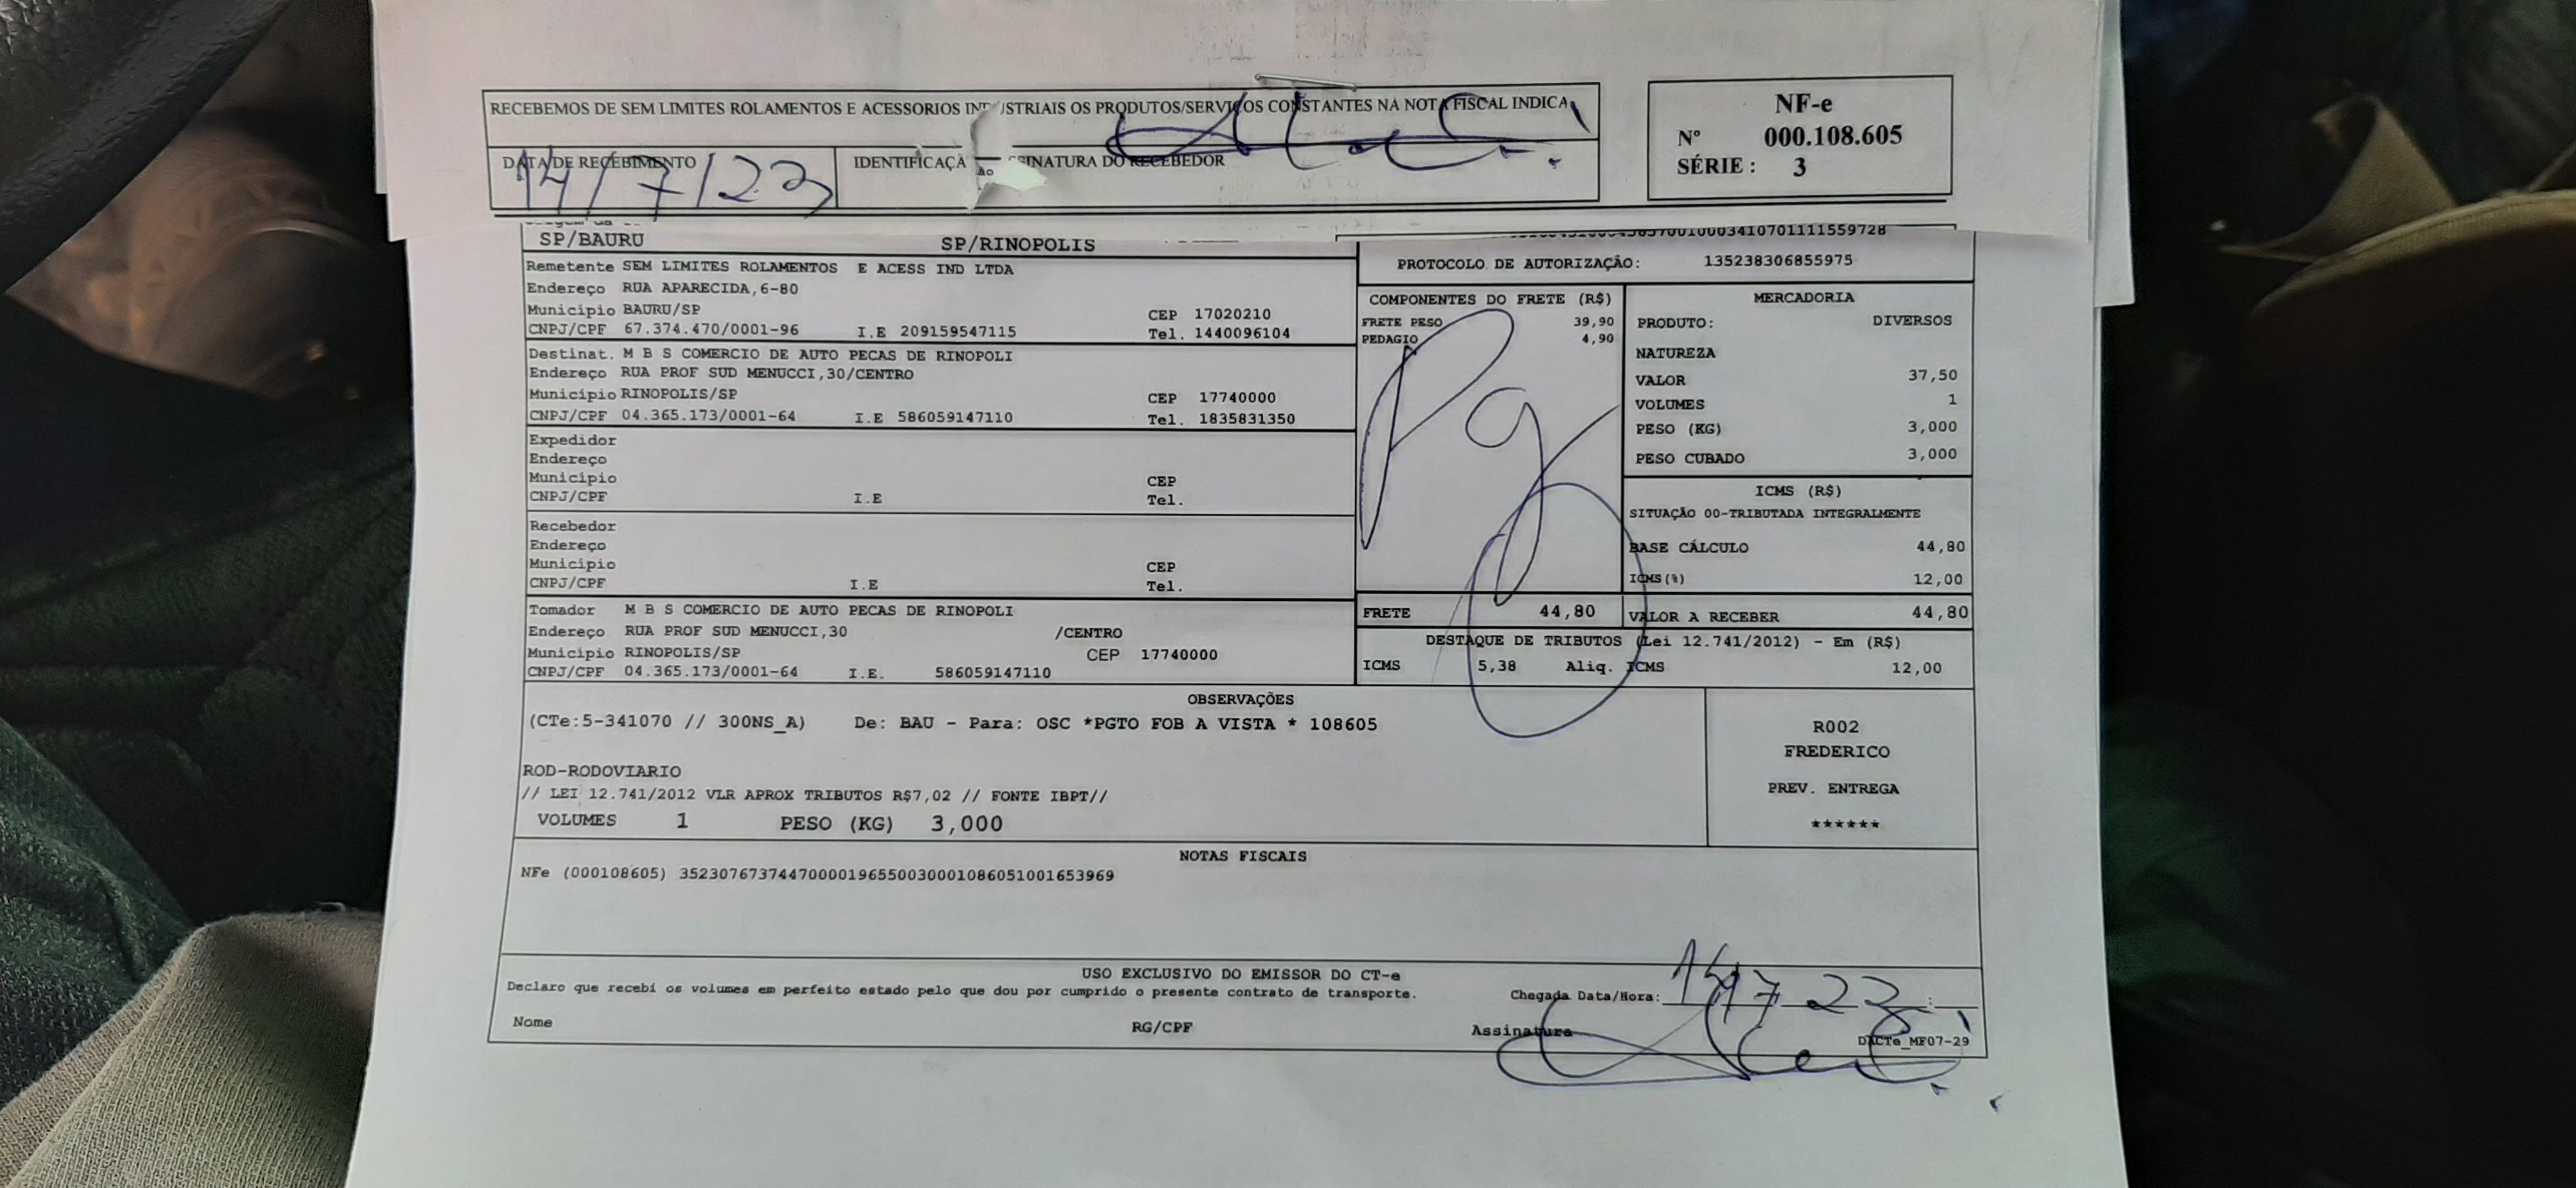 RECEBEMOS DE SEM LIMITES ROLAMENTOS E ACESSORIOS IND STRIAIS OS PRODUTOS/SERVIÇOS CONSTANTES NA NOTA FISCAL INDICA
DATA DE RECEBIMENTO
14/7/23
IDENTIFICAÇÃ SSINATURA DO RECEBEDOR
NF-e
Nº 000.108.605
SÉRIE : 3
SP/BAURU SP/RINOPOLIS
Remetente SEM LIMITES ROLAMENTOS E ACESS IND LTDA
Endereço RUA APARECIDA,6-80
Município BAURU/SP CEP 17020210
CNPJ/CPF 67.374.470/0001-96 I.E 209159547115 Tel. 1440096104
Destinat. M B S COMERCIO DE AUTO PECAS DE RINOPOLI
Endereço RUA PROF SUD MENUCCI,30/CENTRO
Município RINOPOLIS/SP CEP 17740000
CNPJ/CPF 04.365.173/0001-64 I.E 586059147110 Tel. 1835831350
Expedidor
Endereço
Município CEP
CNPJ/CPF I.E Tel.
Recebedor
Endereço
Município CEP
CNPJ/CPF I.E Tel.
Tomador M B S COMERCIO DE AUTO PECAS DE RINOPOLI
Endereço RUA PROF SUD MENUCCI,30 /CENTRO
Município RINOPOLIS/SP CEP 17740000
CNPJ/CPF 04.365.173/0001-64 I.E. 586059147110
PROTOCOLO DE AUTORIZAÇÃO: 135238306855975
COMPONENTES DO FRETE (R$)
FRETE PESO 39,90
PEDAGIO 4,90
Pg
FRETE 44,80
MERCADORIA
PRODUTO: DIVERSOS
NATUREZA
VALOR 37,50
VOLUMES 1
PESO (KG) 3,000
PESO CUBADO 3,000
ICMS (R$)
SITUAÇÃO 00-TRIBUTADA INTEGRALMENTE
BASE CÁLCULO 44,80
ICMS(%) 12,00
VALOR A RECEBER 44,80
DESTAQUE DE TRIBUTOS (Lei 12.741/2012) - Em (R$)
ICMS 5,38 Aliq. ICMS 12,00
OBSERVAÇÕES
(CTe:5-341070 // 300NS_A) De: BAU - Para: OSC *PGTO FOB A VISTA * 108605
ROD-RODOVIARIO
// LEI 12.741/2012 VLR APROX TRIBUTOS R$7,02 // FONTE IBPT//
VOLUMES 1 PESO (KG) 3,000
R002
FREDERICO
PREV. ENTREGA
******
NOTAS FISCAIS
NFe (000108605) 35230767374470000196550030001086051001653969
USO EXCLUSIVO DO EMISSOR DO CT-e
Declaro que recebi os volumes em perfeito estado pelo que dou por cumprido o presente contrato de transporte.
Chegada Data/Hora: 14 7 23
Nome RG/CPF Assinatura
DACTe_MF07-29